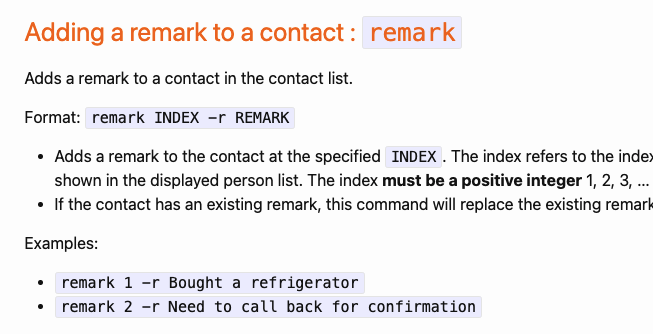 Adding a remark to a contact : remark
Adds a remark to a contact in the contact list.
Format: remark INDEX -r REMARK
• Adds a remark to the contact at the specified INDEX . The index refers to the index
shown in the displayed person list. The index must be a positive integer 1, 2, 3, …
• If the contact has an existing remark, this command will replace the existing remark
Examples:
• remark 1 -r Bought a refrigerator
• remark 2 -r Need to call back for confirmation